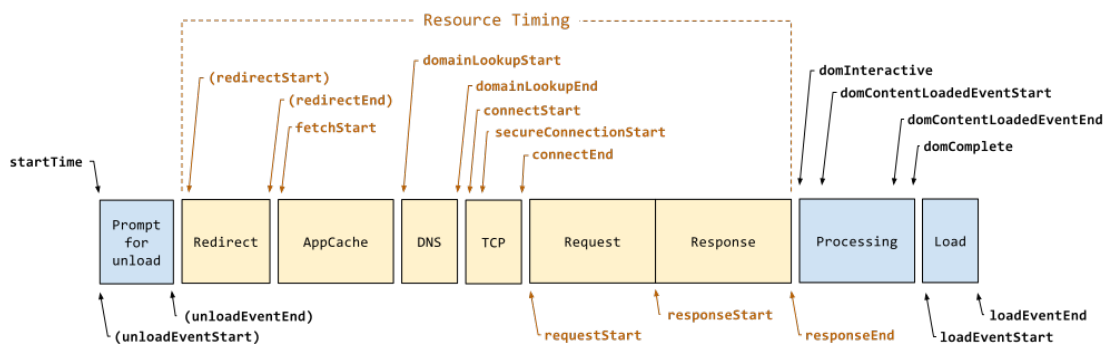 Resource Timing
domainLookupStart
(redirectStart)
domInteractive
domainLookupEnd
domContentLoadedEventStart
(redirectEnd)
connectStart
fetchStart
domContentLoadedEventEnd
secureConnectionStart
domComplete
connectEnd
startTime
Prompt
for
unload
Redirect
AppCache
DNS
TCP
Request
Response
Processing
Load
(unloadEventEnd)
responseStart
loadEventEnd
(unloadEventStart)
requestStart
responseEnd
loadEventStart